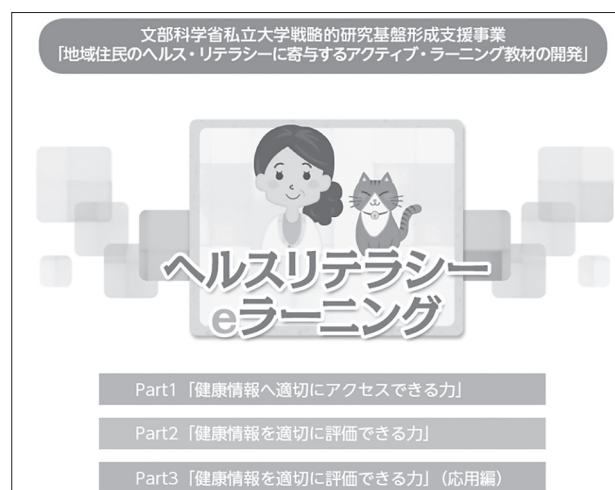 文部科学省私立大学戦略的研究基盤形成支援事業
「地域住民のヘルス・リテラシーに寄与するアクティブ・ラーニング教材の開発」
ヘルスリテラシー
eラーニング
Part1「健康情報へ適切にアクセスできる力」
Part2「健康情報を適切に評価できる力」
Part3「健康情報を適切に評価できる力」（応用編）